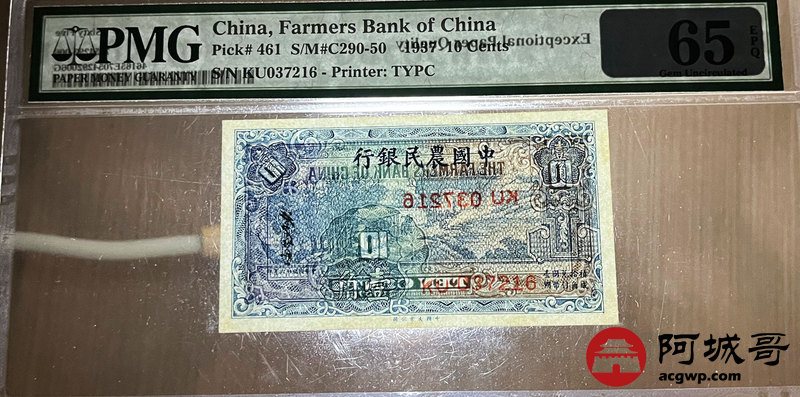 PMG
PAPER MONEY GUARANTY
China, Farmers Bank of China
Pick# 461 S/M#C290-50 1937 10 Cents
S/N KU037216 - Printer: TYPC
Exceptional
Paper Quality
65
EPQ
Gem Uncirculated
行銀民農國中
THE FARMERS BANK OF CHINA
KU 037216
KU 037216
阿城哥
acgwp.com